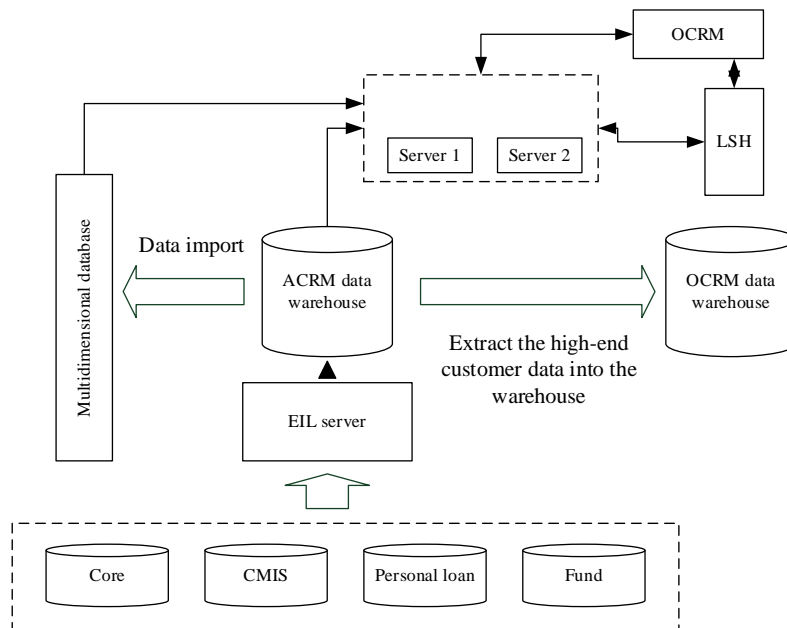 OCRM
Server 1
Server 2
LSH
Multidimensional database
Data import
ACRM data
warehouse
OCRM data
warehouse
Extract the high-end
customer data into the
warehouse
EIL server
Core
CMIS
Personal loan
Fund